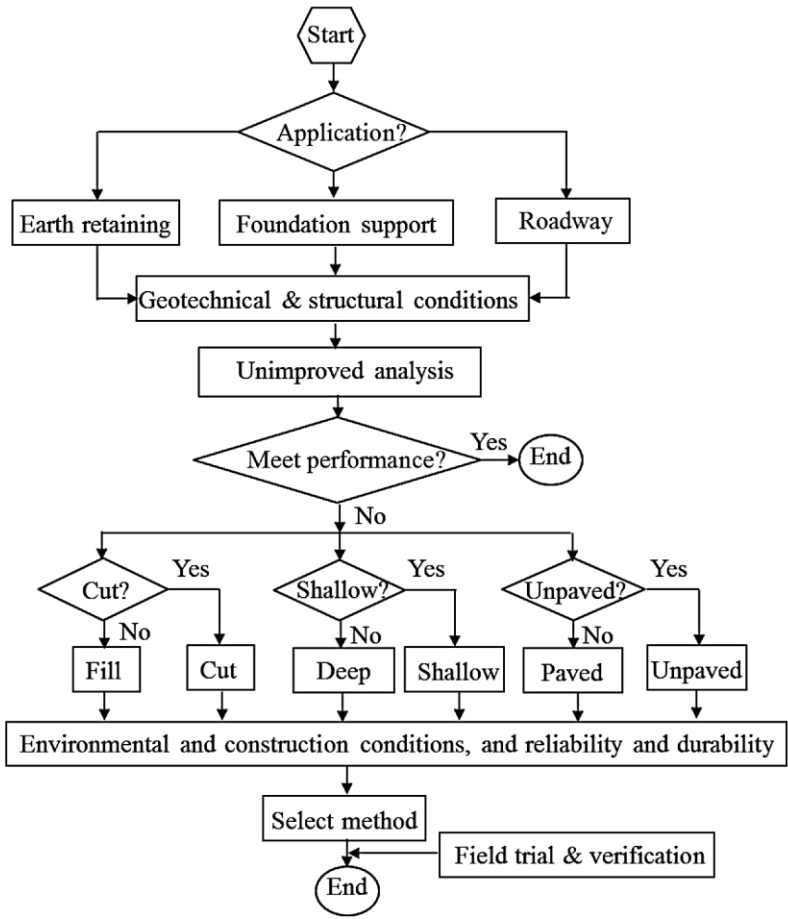 Start
Application?
Earth retaining
Foundation support
Roadway
Geotechnical & structural conditions
Unimproved analysis
Meet performance?
Yes
End
No
Cut?
Yes
Shallow?
Yes
Unpaved?
Yes
No
No
No
Fill
Cut
Deep
Shallow
Paved
Unpaved
Environmental and construction conditions, and reliability and durability
Select method
Field trial & verification
End